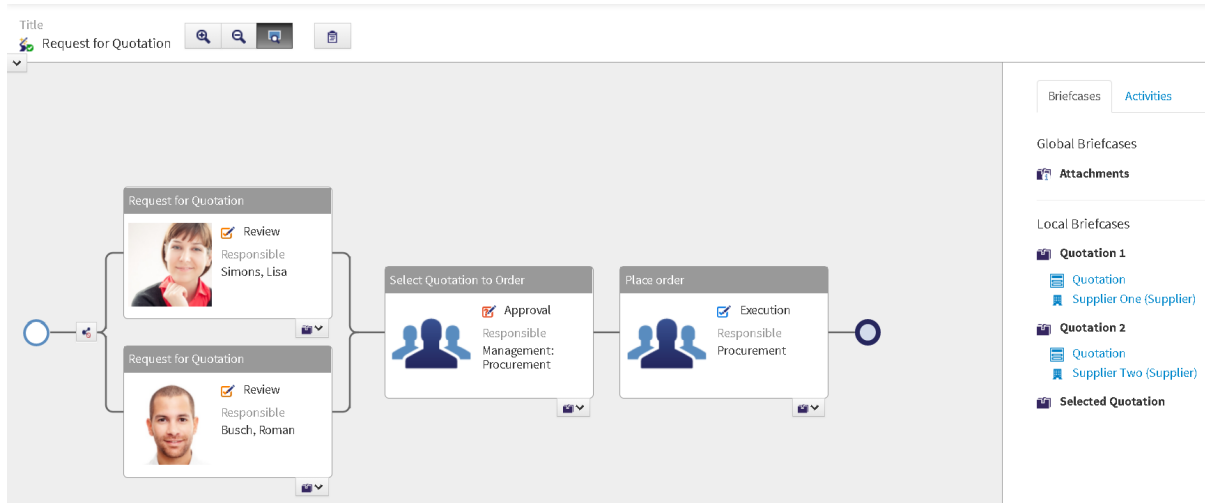 Title
Request for Quotation
Briefcases
Activities
Global Briefcases
Attachments
Local Briefcases
Quotation 1
Quotation
Supplier One (Supplier)
Quotation 2
Quotation
Supplier Two (Supplier)
Selected Quotation
Request for Quotation
Review
Responsible
Simons, Lisa
Request for Quotation
Review
Responsible
Busch, Roman
Select Quotation to Order
Approval
Responsible
Management:
Procurement
Place order
Execution
Responsible
Procurement